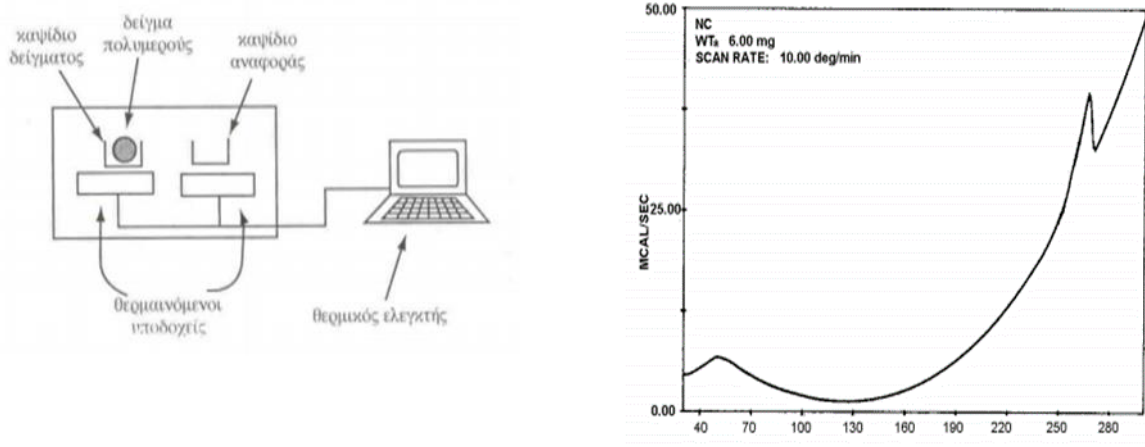 καψίδιο
δείγματος
δείγμα
πολυμερούς
καψίδιο
αναφοράς
θερμαινόμενοι
υποδοχείς
θερμικός ελεγκτής
50.00
NC
WTa 6.00 mg
SCAN RATE: 10.00 deg/min
25.00
MCAL/SEC
0.00
40 70 100 130 160 190 220 250 280